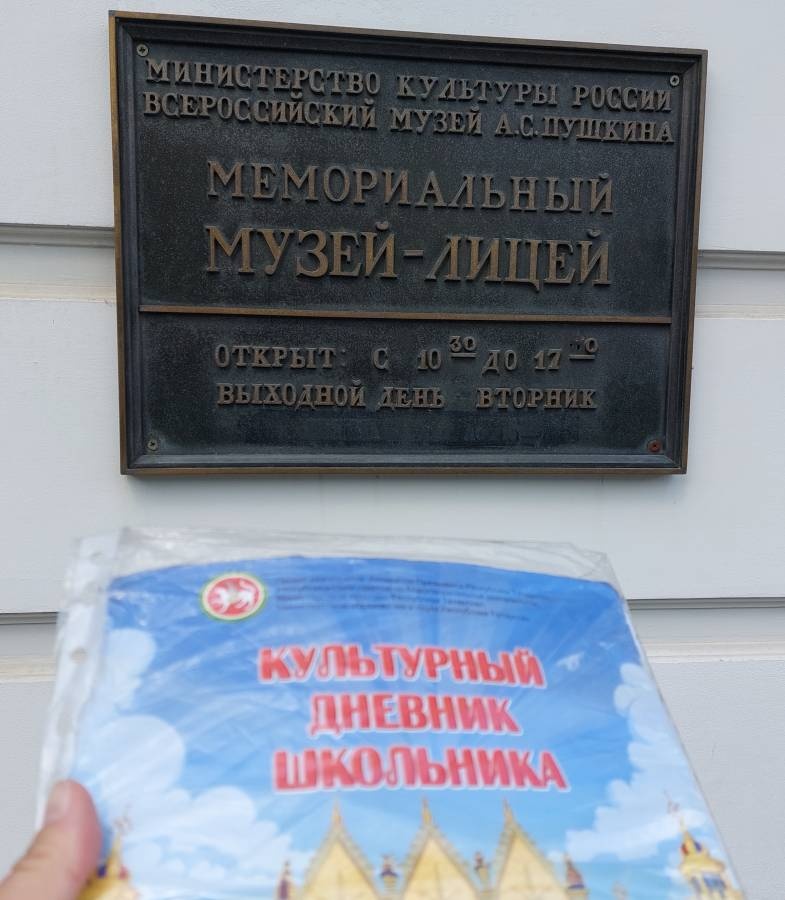 МИНИСТЕРСТВО КУЛЬТУРЫ РОССИИ
ВСЕРОССИЙСКИЙ МУЗЕЙ А.С.ПУШКИНА
МЕМОРИАЛЬНЫЙ
МУЗЕЙ-ЛИЦЕЙ
ОТКРЫТ: С 10 30 ДО 17
ВЫХОДНОЙ ДЕНЬ ВТОРНИК
КУЛЬТУРНЫЙ
ДНЕВНИК
ШКОЛЬНИКА